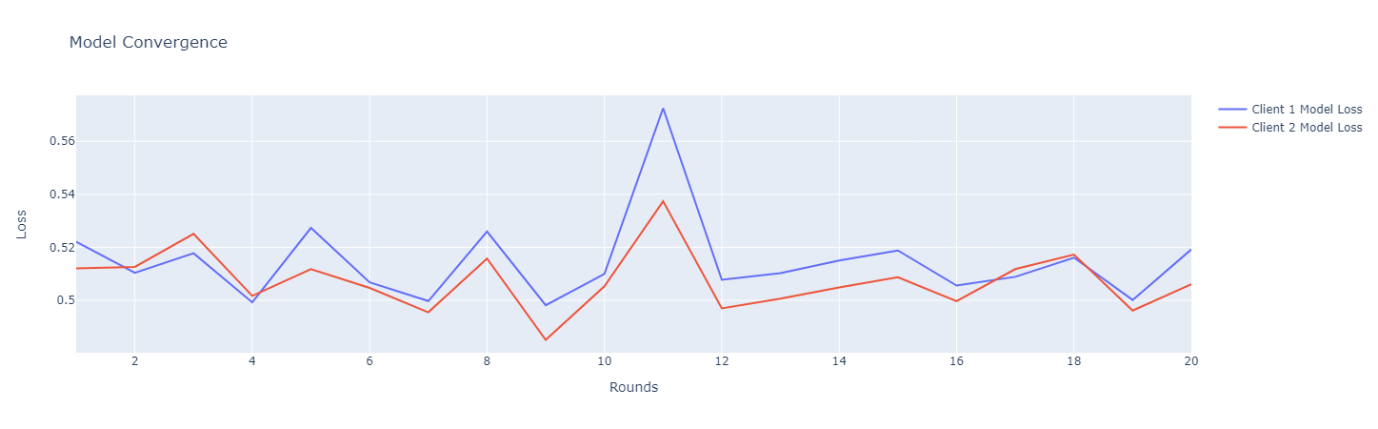 Model Convergence
Client 1 Model Loss
Client 2 Model Loss
0.56
0.54
0.52
0.5
Loss
2 4 6 8 10 12 14 16 18 20
Rounds